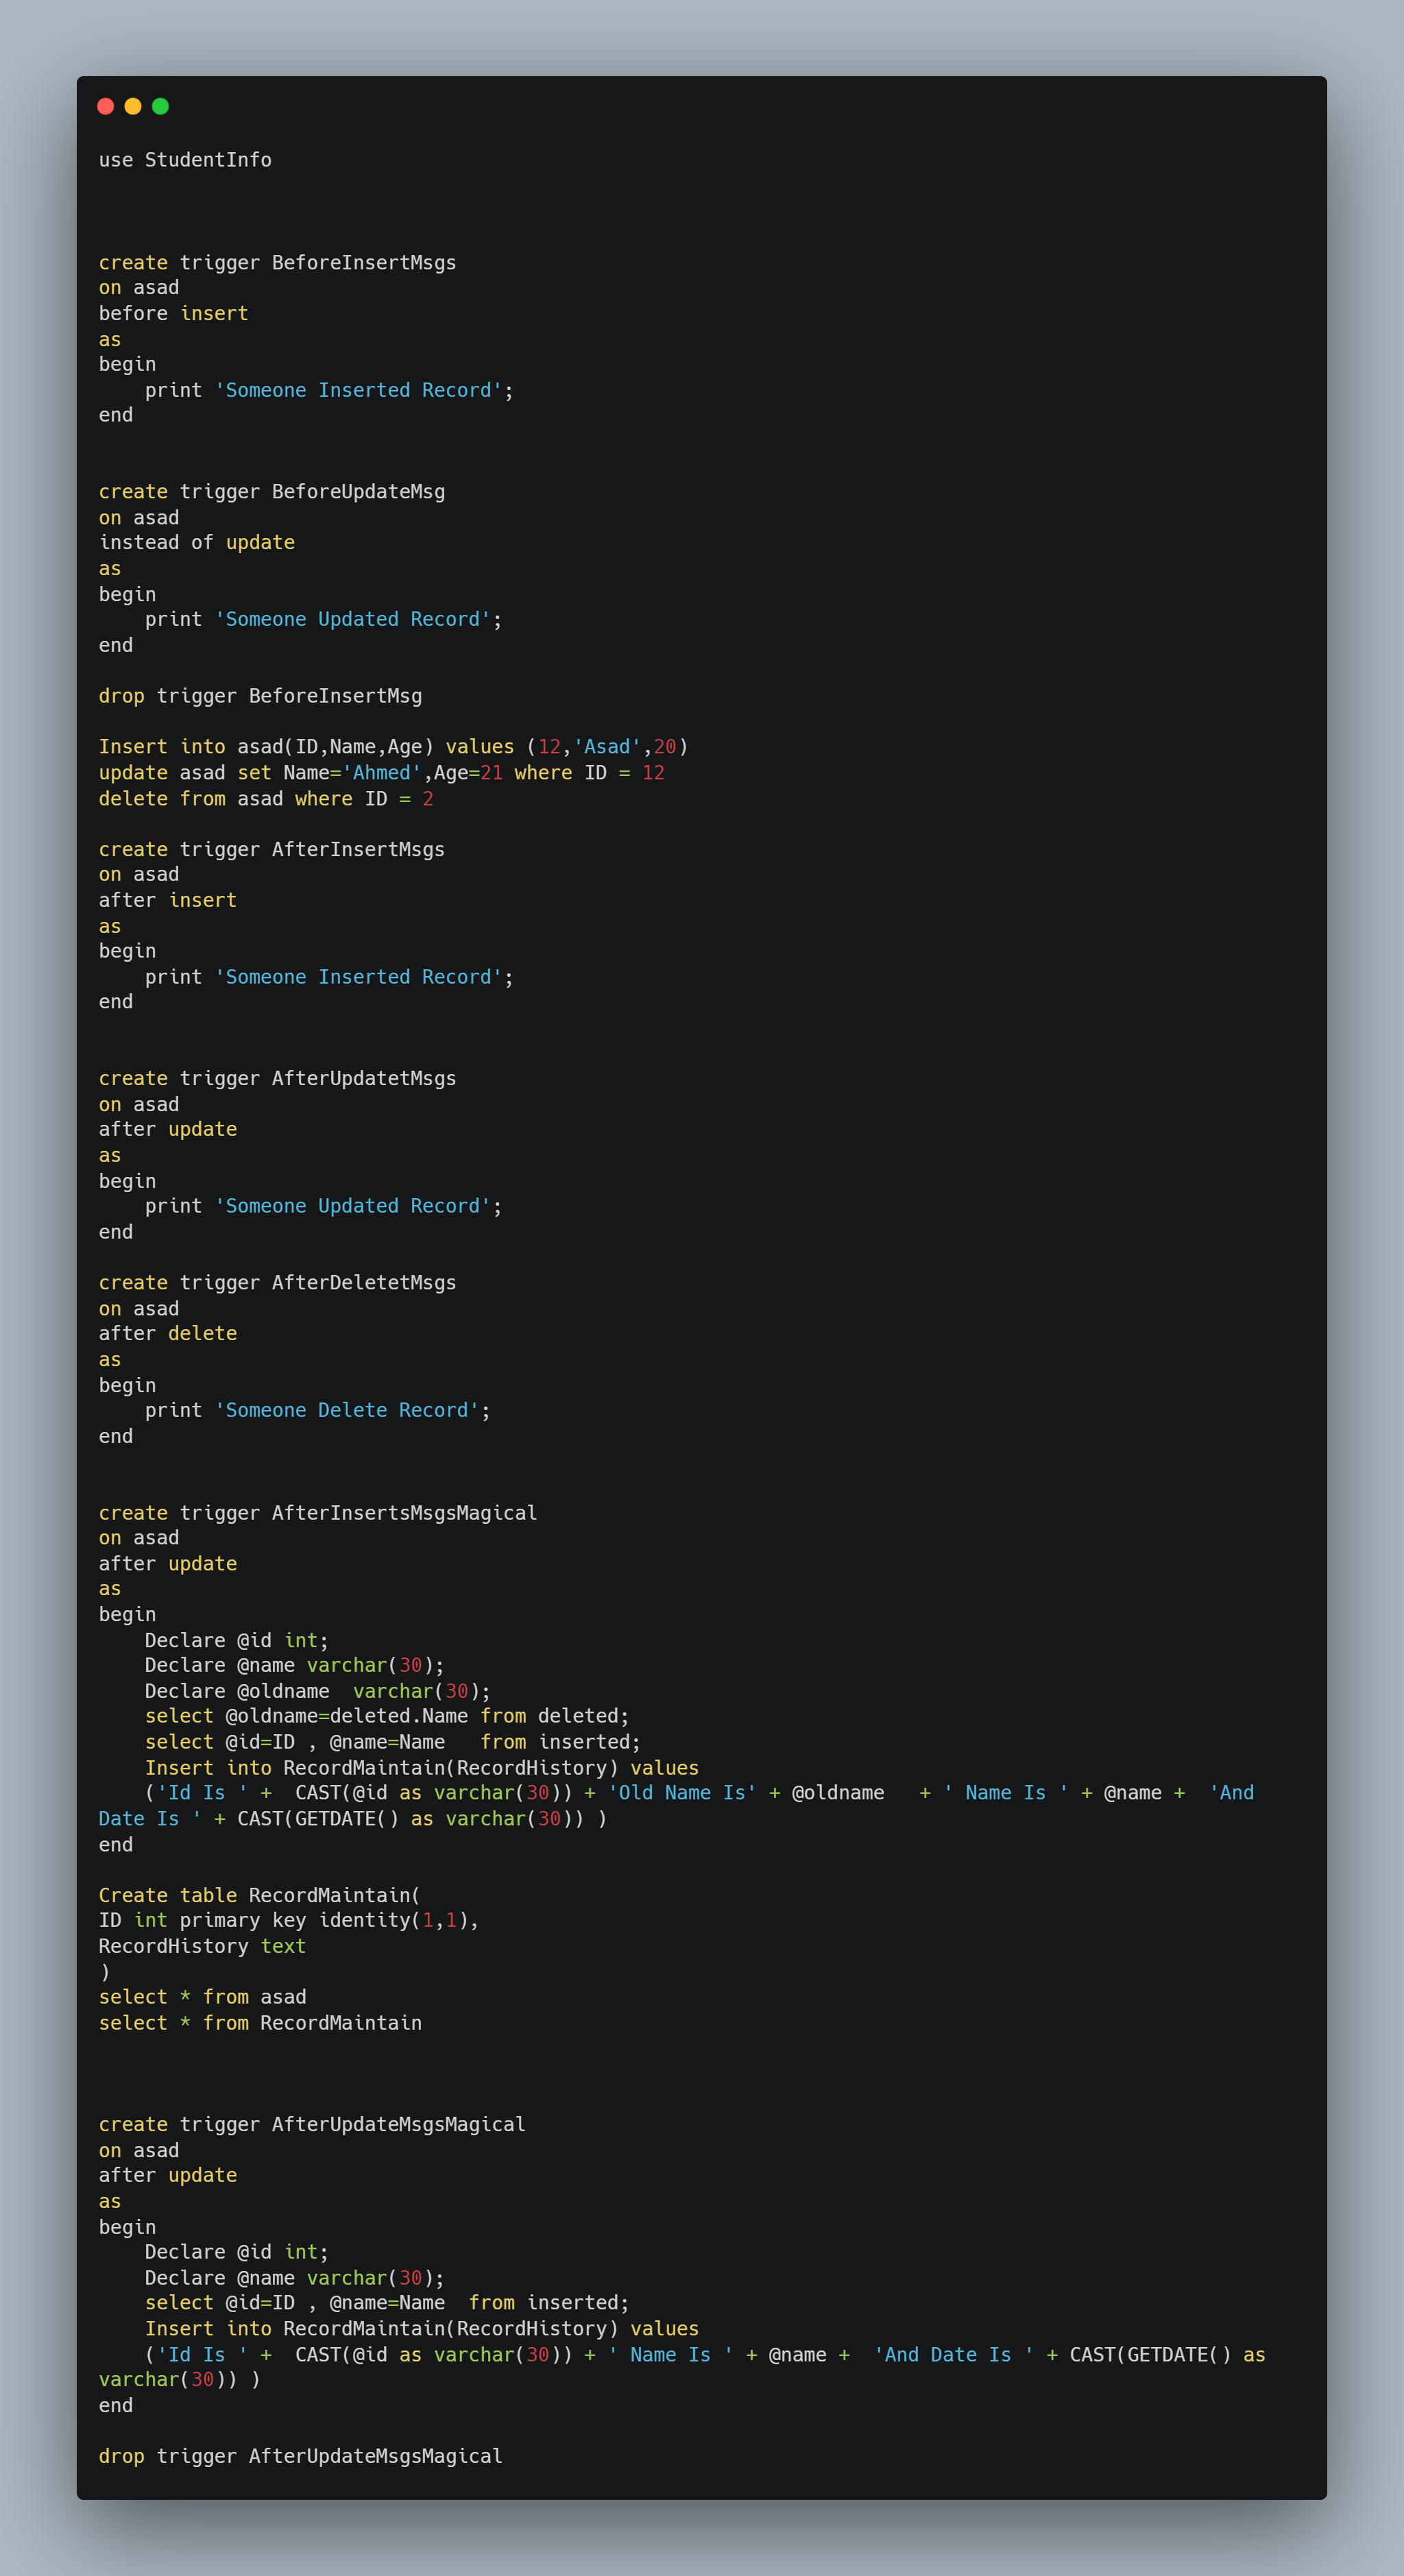 use StudentInfo
create trigger BeforeInsertMsgs
on asad
before insert
as
begin
    print 'Someone Inserted Record';
end
create trigger BeforeUpdateMsg
on asad
instead of update
as
begin
    print 'Someone Updated Record';
end
drop trigger BeforeInsertMsg
Insert into asad(ID,Name,Age) values (12,'Asad',20)
update asad set Name='Ahmed',Age=21 where ID = 12
delete from asad where ID = 2
create trigger AfterInsertMsgs
on asad
after insert
as
begin
    print 'Someone Inserted Record';
end
create trigger AfterUpdatetMsgs
on asad
after update
as
begin
    print 'Someone Updated Record';
end
create trigger AfterDeletetMsgs
on asad
after delete
as
begin
    print 'Someone Delete Record';
end
create trigger AfterInsertsMsgsMagical
on asad
after update
as
begin
    Declare @id int;
    Declare @name varchar(30);
    Declare @oldname  varchar(30);
    select @oldname=deleted.Name from deleted;
    select @id=ID , @name=Name   from inserted;
    Insert into RecordMaintain(RecordHistory) values
    ('Id Is ' +  CAST(@id as varchar(30)) + 'Old Name Is' + @oldname   + ' Name Is ' + @name +  'And
Date Is ' + CAST(GETDATE() as varchar(30)) )
end
Create table RecordMaintain(
ID int primary key identity(1,1),
RecordHistory text
)
select * from asad
select * from RecordMaintain
create trigger AfterUpdateMsgsMagical
on asad
after update
as
begin
    Declare @id int;
    Declare @name varchar(30);
    select @id=ID , @name=Name  from inserted;
    Insert into RecordMaintain(RecordHistory) values
    ('Id Is ' +  CAST(@id as varchar(30)) + ' Name Is ' + @name +  'And Date Is ' + CAST(GETDATE() as
varchar(30)) )
end
drop trigger AfterUpdateMsgsMagical